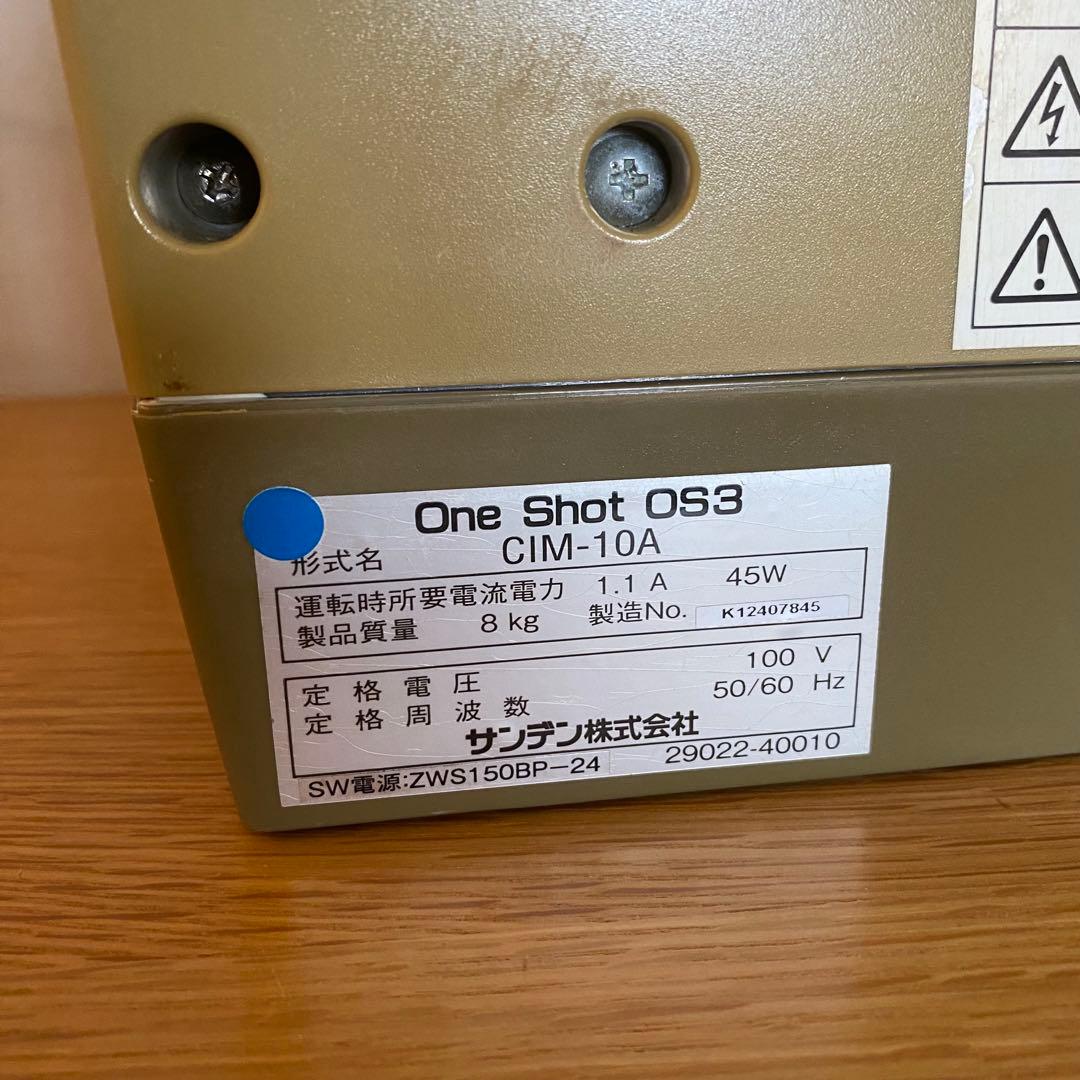 One Shot OS3
形式名 CIM-10A
運転時所要電流電力 1.1 A 45W
製品質量 8 kg 製造No. K12407845
定格電圧 100 V
定格周波数 50/60 Hz
サンデン株式会社
SW電源:ZWS150BP-24 29022-40010